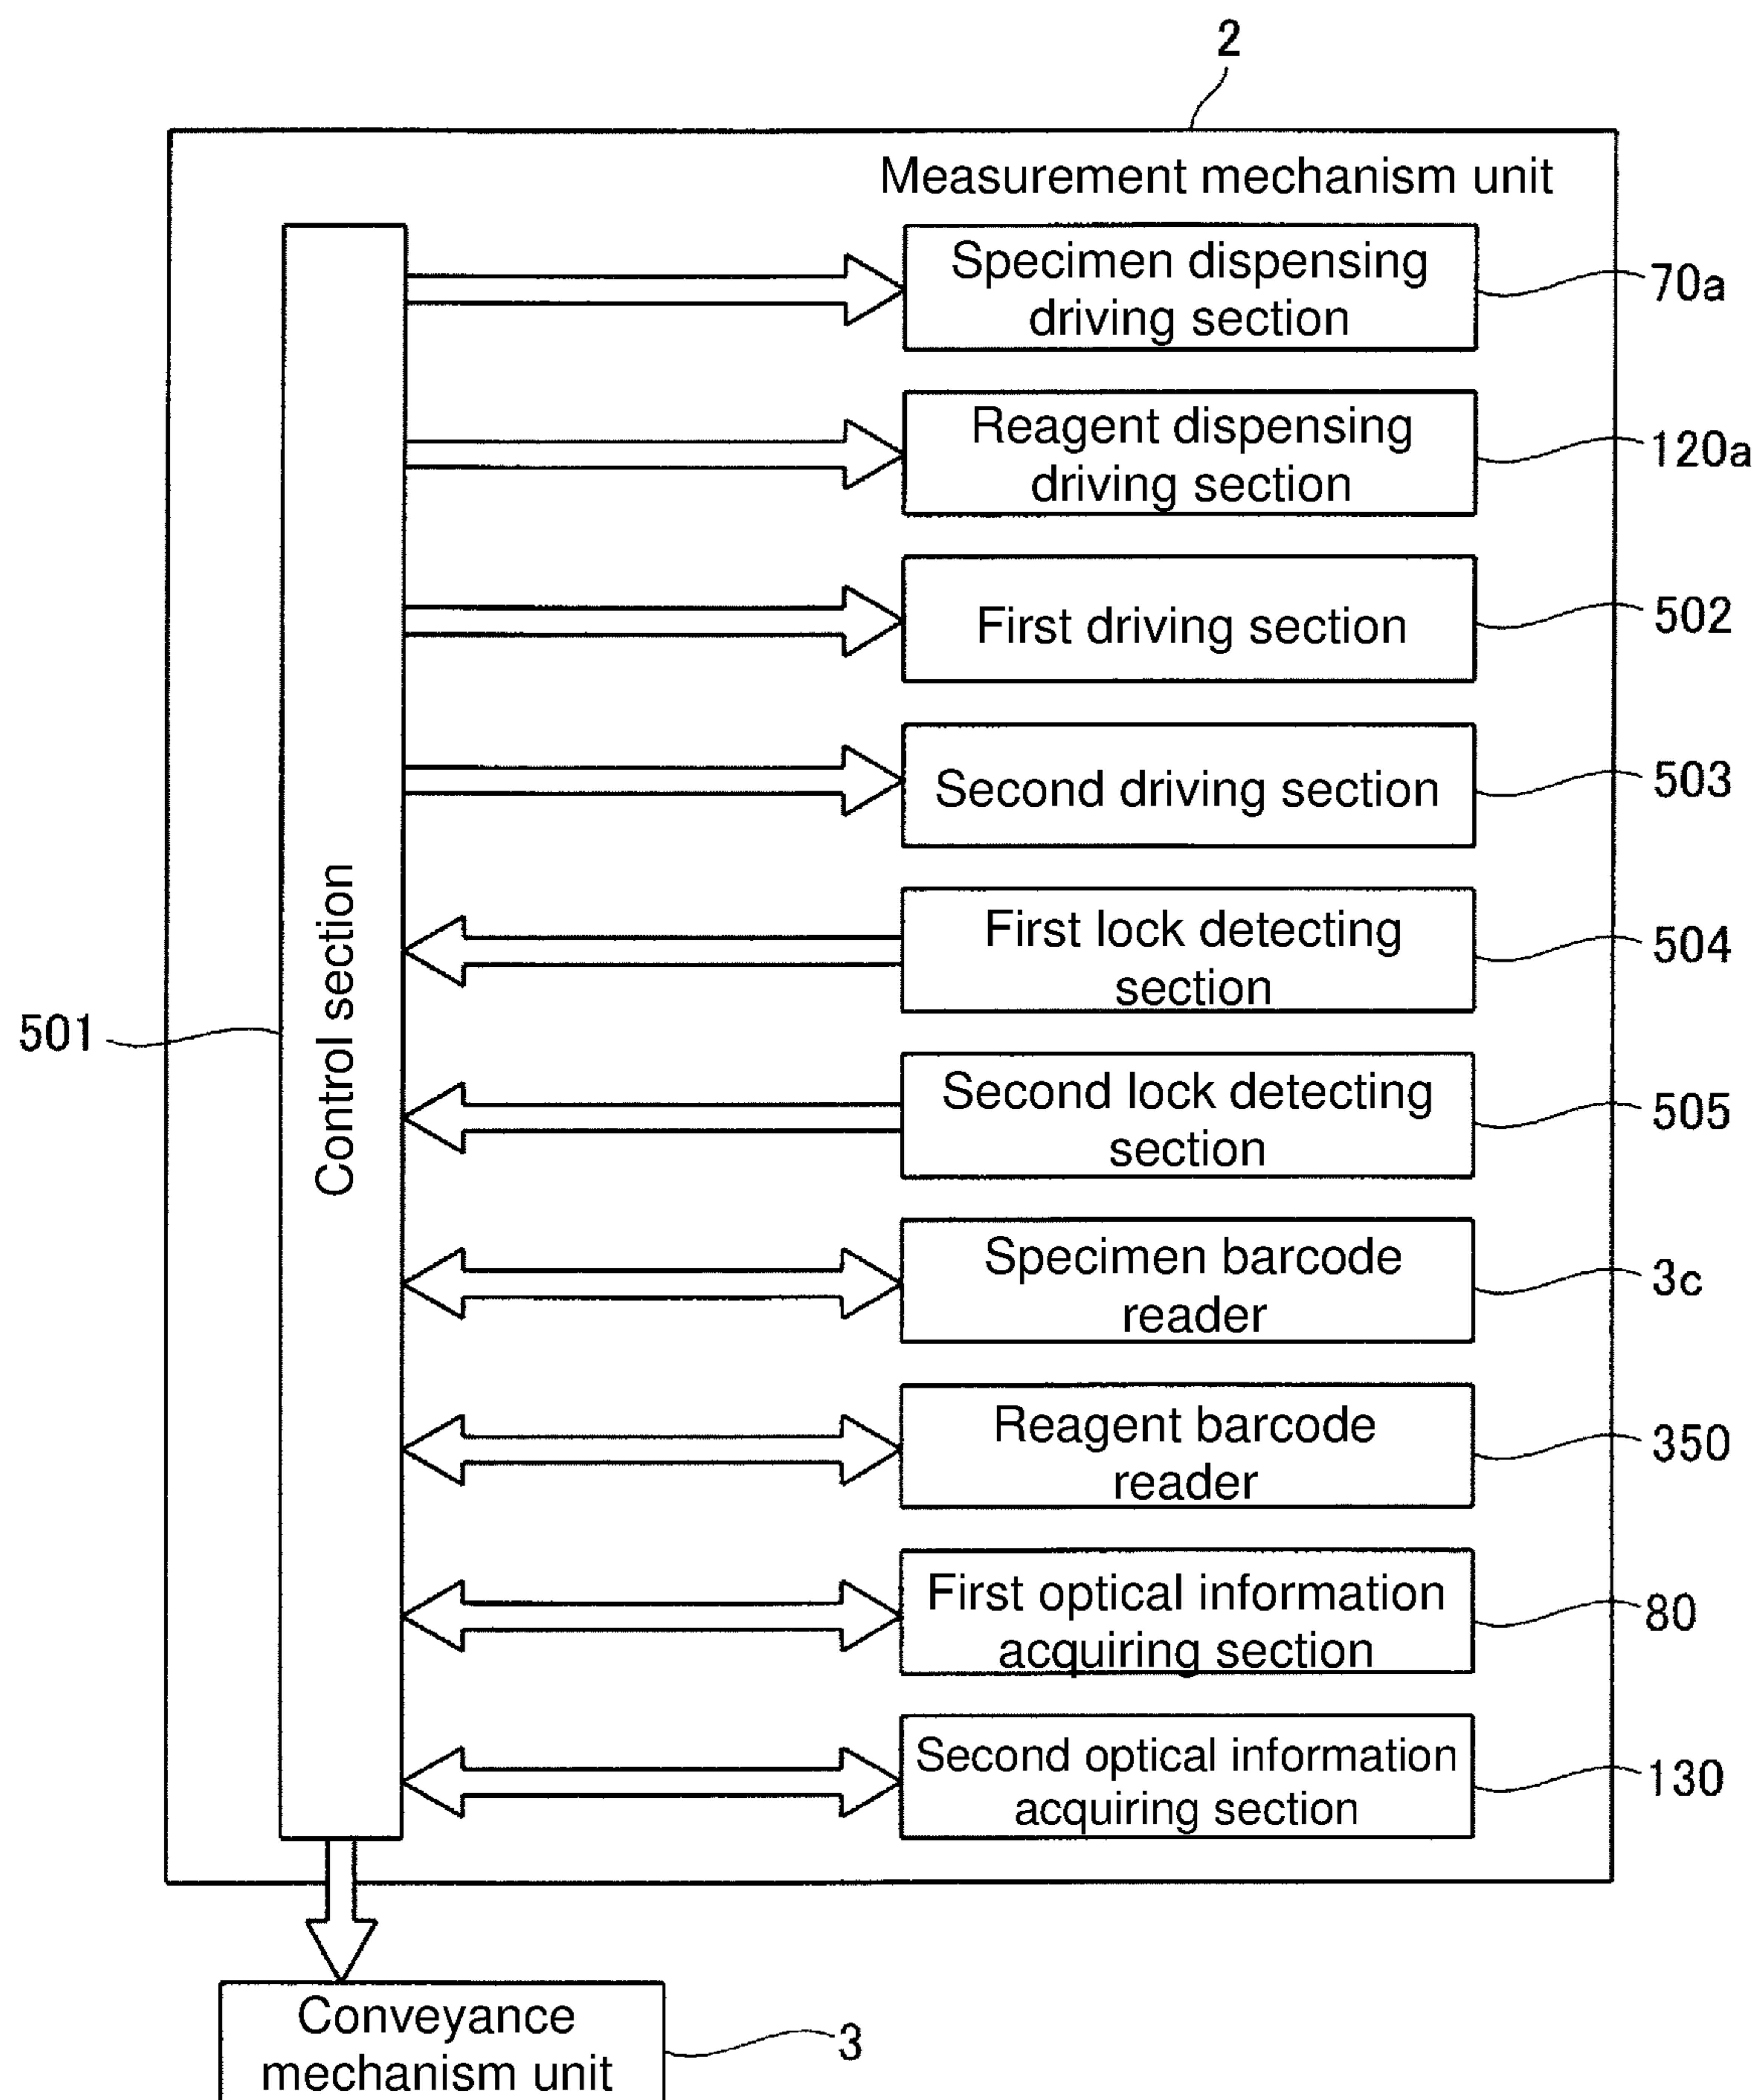 2
Measurement mechanism unit
Specimen dispensing
driving section
70a
Reagent dispensing
driving section
120a
First driving section
502
Second driving section
503
First lock detecting
section
504
Control section
501
Second lock detecting
section
505
Specimen barcode
reader
3c
Reagent barcode
reader
350
First optical information
acquiring section
80
Second optical information
acquiring section
130
Conveyance
mechanism unit
3